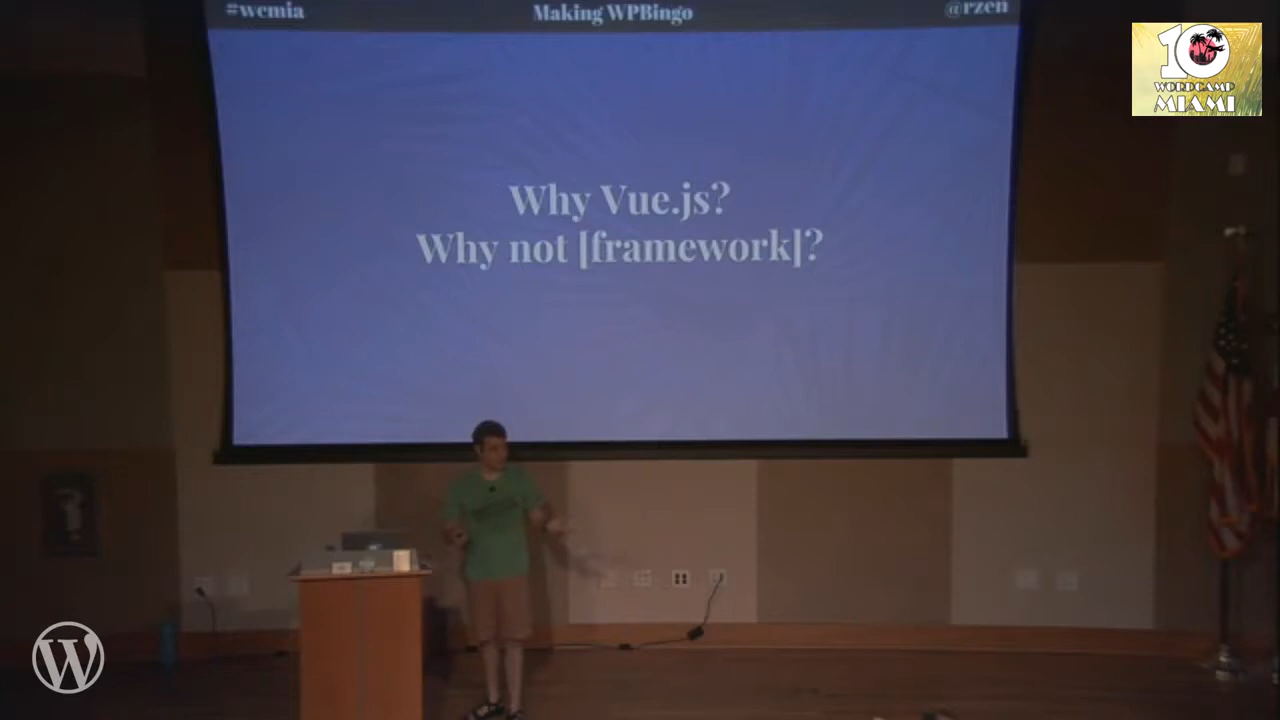 #wcmia
Making WPBingo
@rzen
10
WORDCAMP
MIAMI
Why Vue.js?
Why not [framework]?